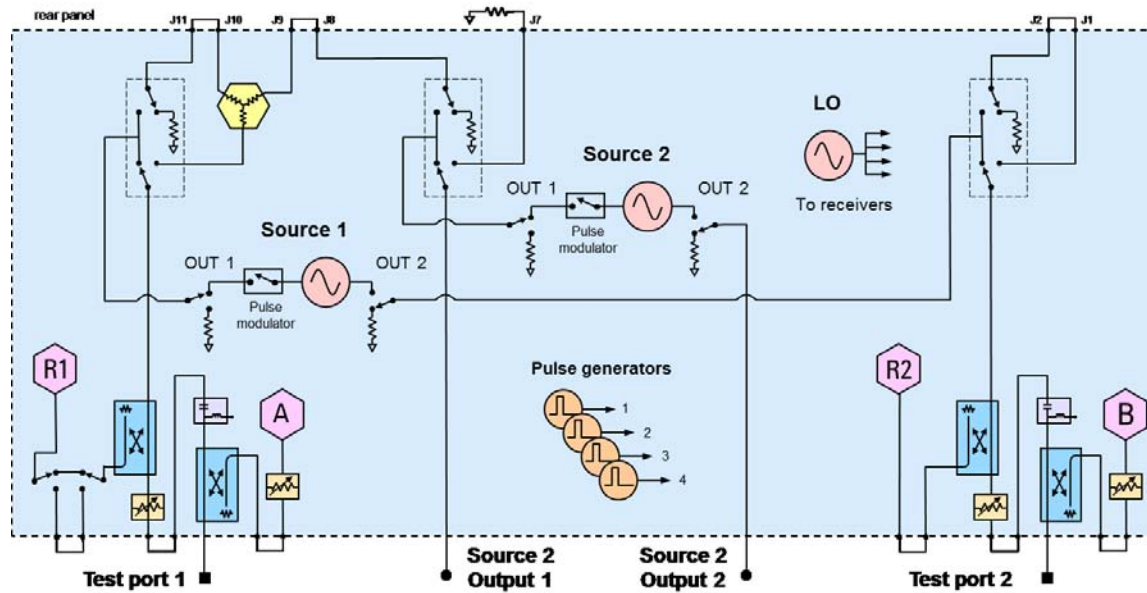 rear panel
J11 J10 J9 J8 J7 J2 J1
LO
To receivers
Source 2
OUT 1
OUT 2
Pulse
modulator
Source 1
OUT 1
OUT 2
Pulse
modulator
R1
A
Pulse generators
1
2
3
4
R2
B
Test port 1
Source 2
Output 1
Source 2
Output 2
Test port 2